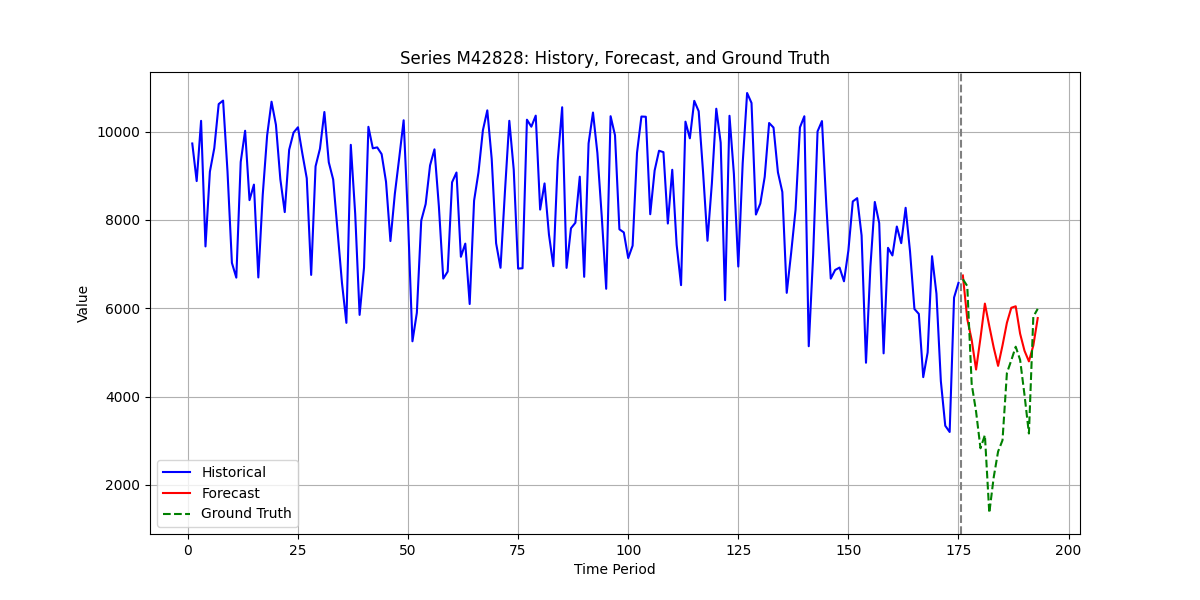 Series M42828: History, Forecast, and Ground Truth
10000
8000
6000
4000
2000
Value
Historical
Forecast
Ground Truth
0 25 50 75 100 125 150 175 200
Time Period